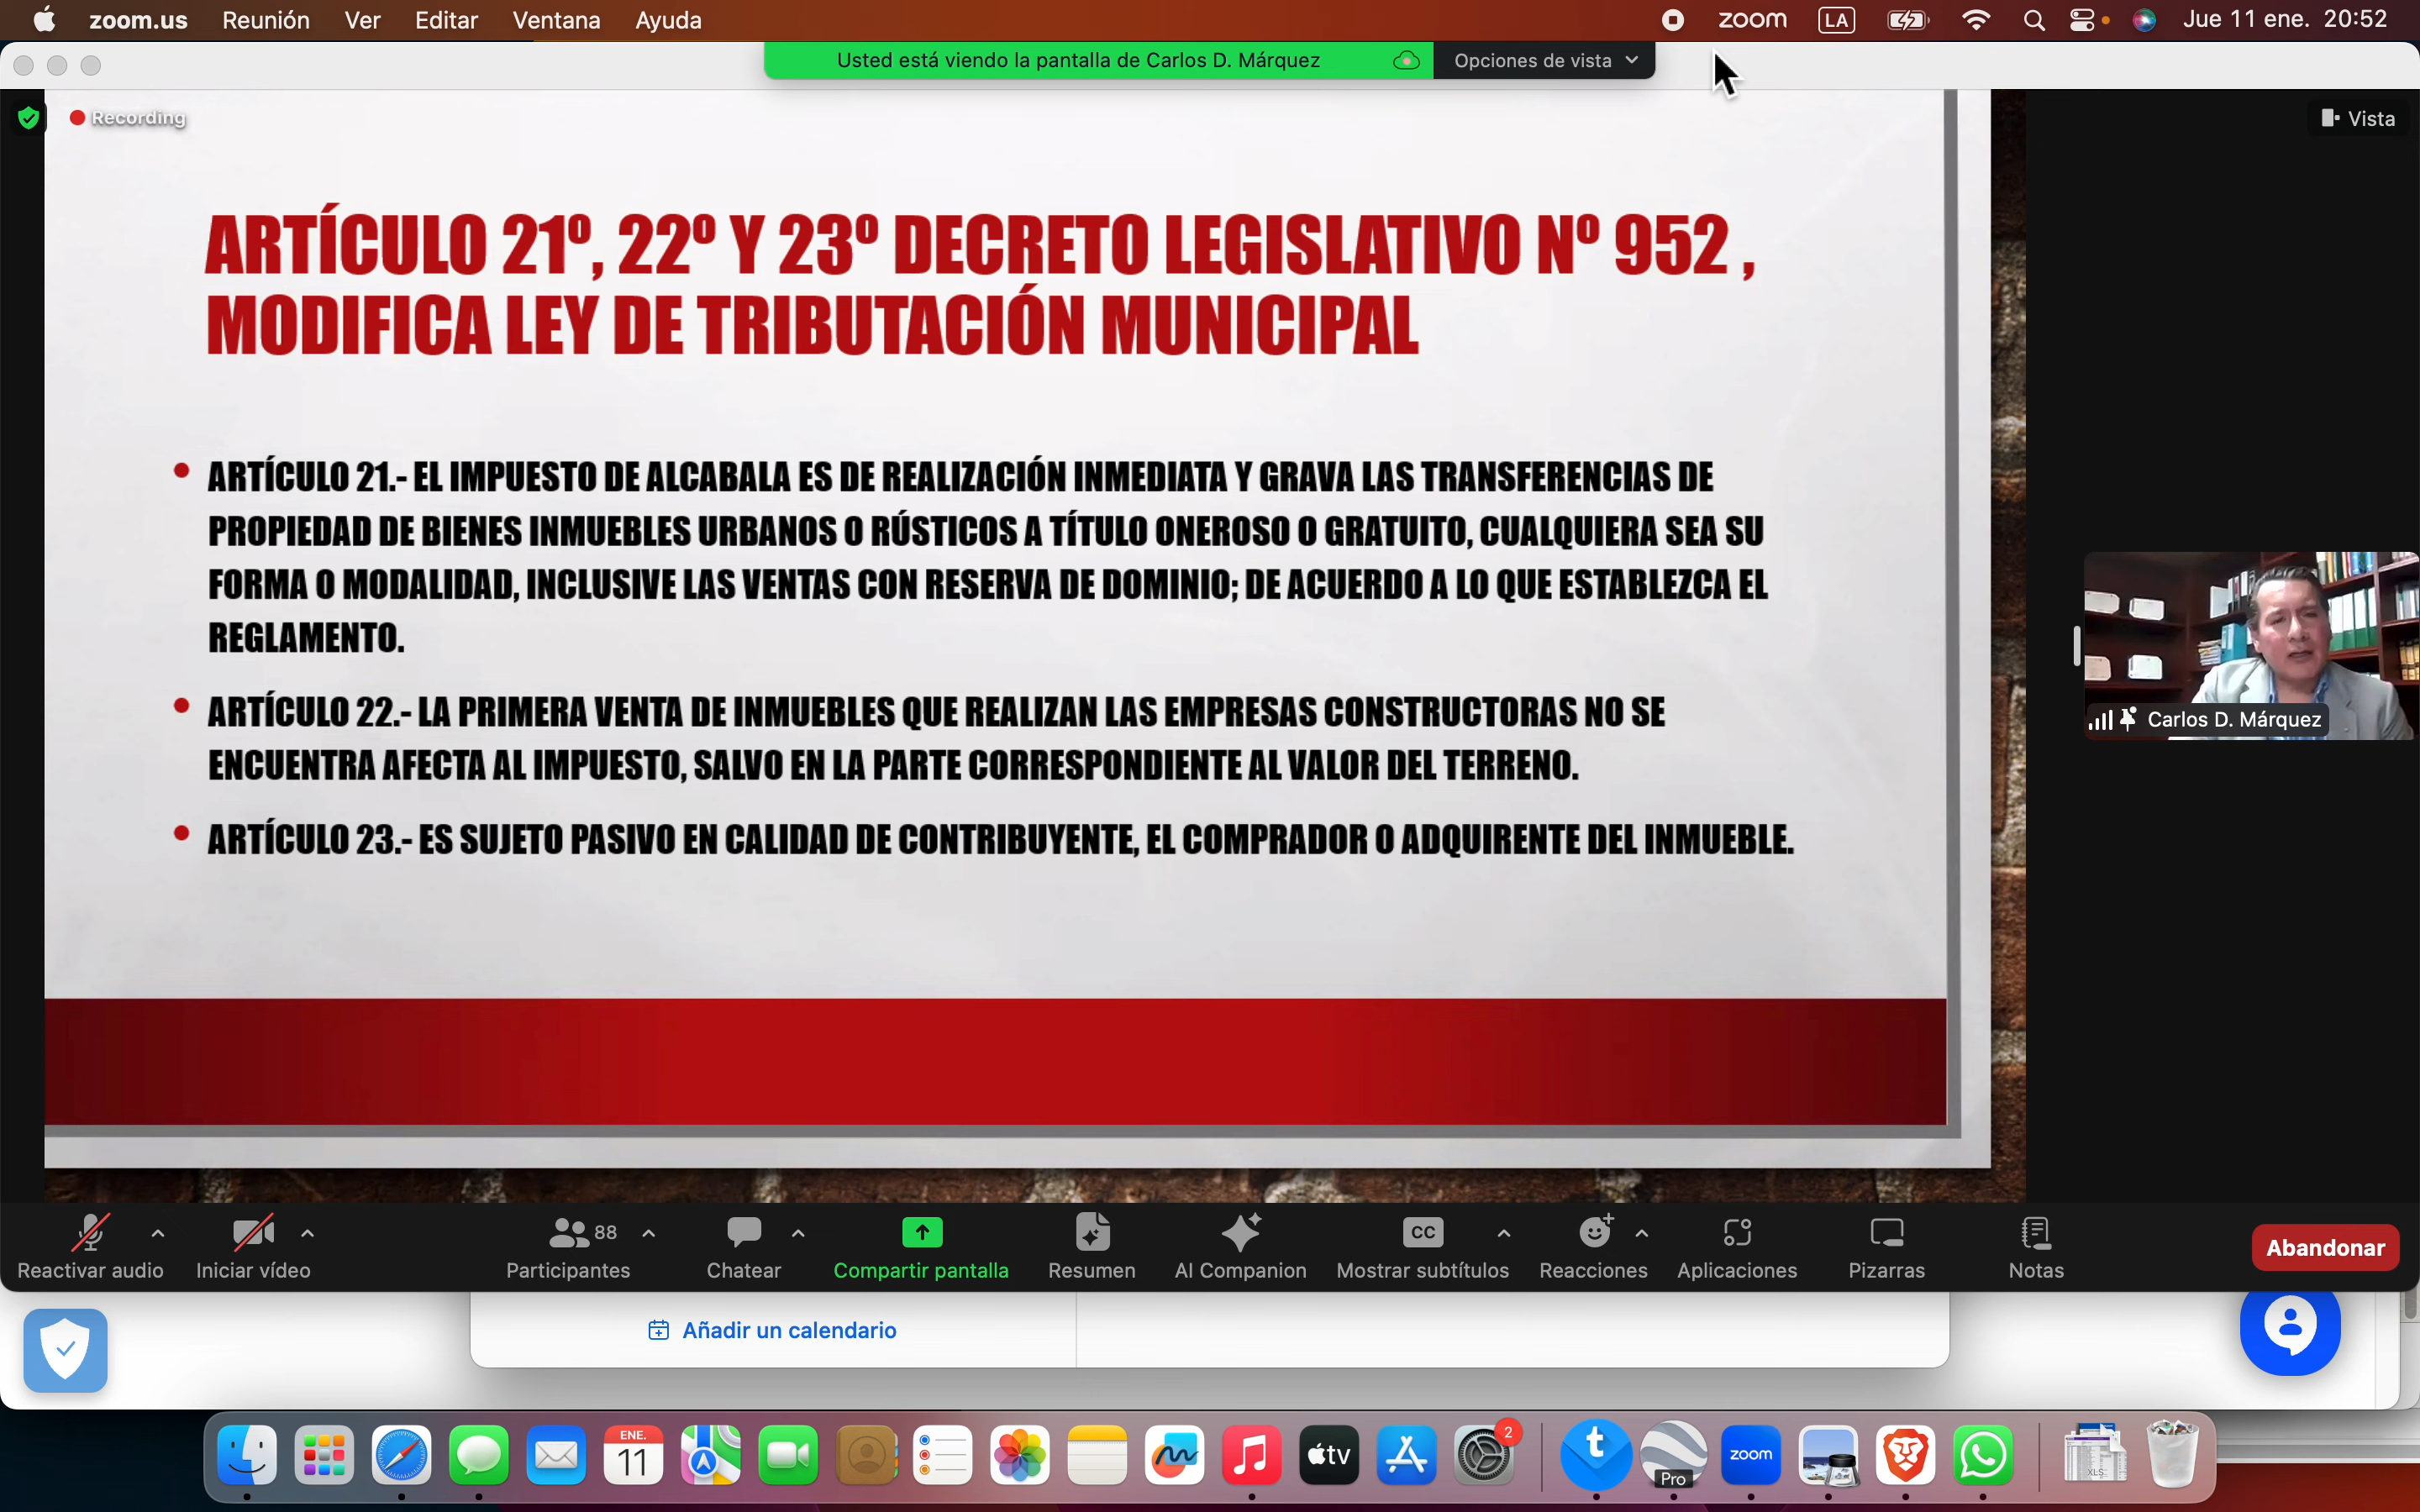 zoom.us Reunión Ver Editar Ventana Ayuda zoom LA Jue 11 ene. 20:52
Usted está viendo la pantalla de Carlos D. Márquez Opciones de vista
Recording Vista
ARTÍCULO 21º, 22º Y 23º DECRETO LEGISLATIVO Nº 952 ,
MODIFICA LEY DE TRIBUTACIÓN MUNICIPAL
• ARTÍCULO 21.- EL IMPUESTO DE ALCABALA ES DE REALIZACIÓN INMEDIATA Y GRAVA LAS TRANSFERENCIAS DE
PROPIEDAD DE BIENES INMUEBLES URBANOS O RÚSTICOS A TÍTULO ONEROSO O GRATUITO, CUALQUIERA SEA SU
FORMA O MODALIDAD, INCLUSIVE LAS VENTAS CON RESERVA DE DOMINIO; DE ACUERDO A LO QUE ESTABLEZCA EL
REGLAMENTO.
• ARTÍCULO 22.- LA PRIMERA VENTA DE INMUEBLES QUE REALIZAN LAS EMPRESAS CONSTRUCTORAS NO SE
ENCUENTRA AFECTA AL IMPUESTO, SALVO EN LA PARTE CORRESPONDIENTE AL VALOR DEL TERRENO.
• ARTÍCULO 23.- ES SUJETO PASIVO EN CALIDAD DE CONTRIBUYENTE, EL COMPRADOR O ADQUIRENTE DEL INMUEBLE.
Carlos D. Márquez
88 CC
Reactivar audio Iniciar vídeo Participantes Chatear Compartir pantalla Resumen AI Companion Mostrar subtítulos Reacciones Aplicaciones Pizarras Notas Abandonar
Añadir un calendario
ENE.
11
tv
2
t
Pro
zoom
XLS